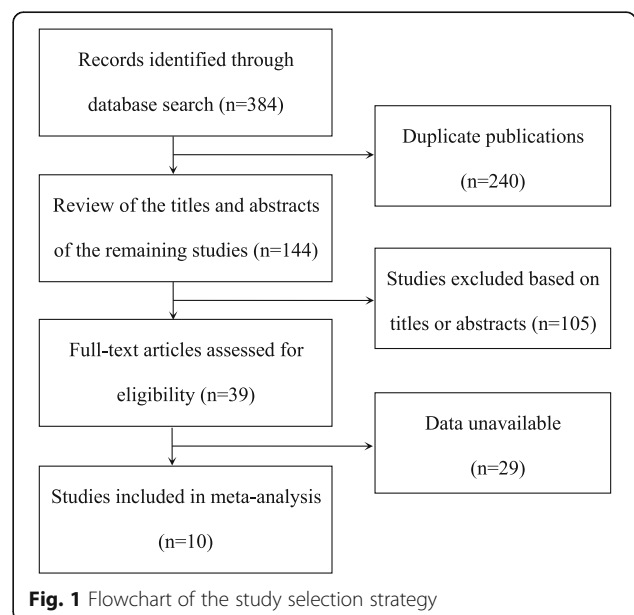 Records identified through
database search (n=384)
Duplicate publications
(n=240)
Review of the titles and abstracts
of the remaining studies (n=144)
Studies excluded based on
titles or abstracts (n=105)
Full-text articles assessed for
eligibility (n=39)
Data unavailable
(n=29)
Studies included in meta-analysis
(n=10)
Fig. 1 Flowchart of the study selection strategy